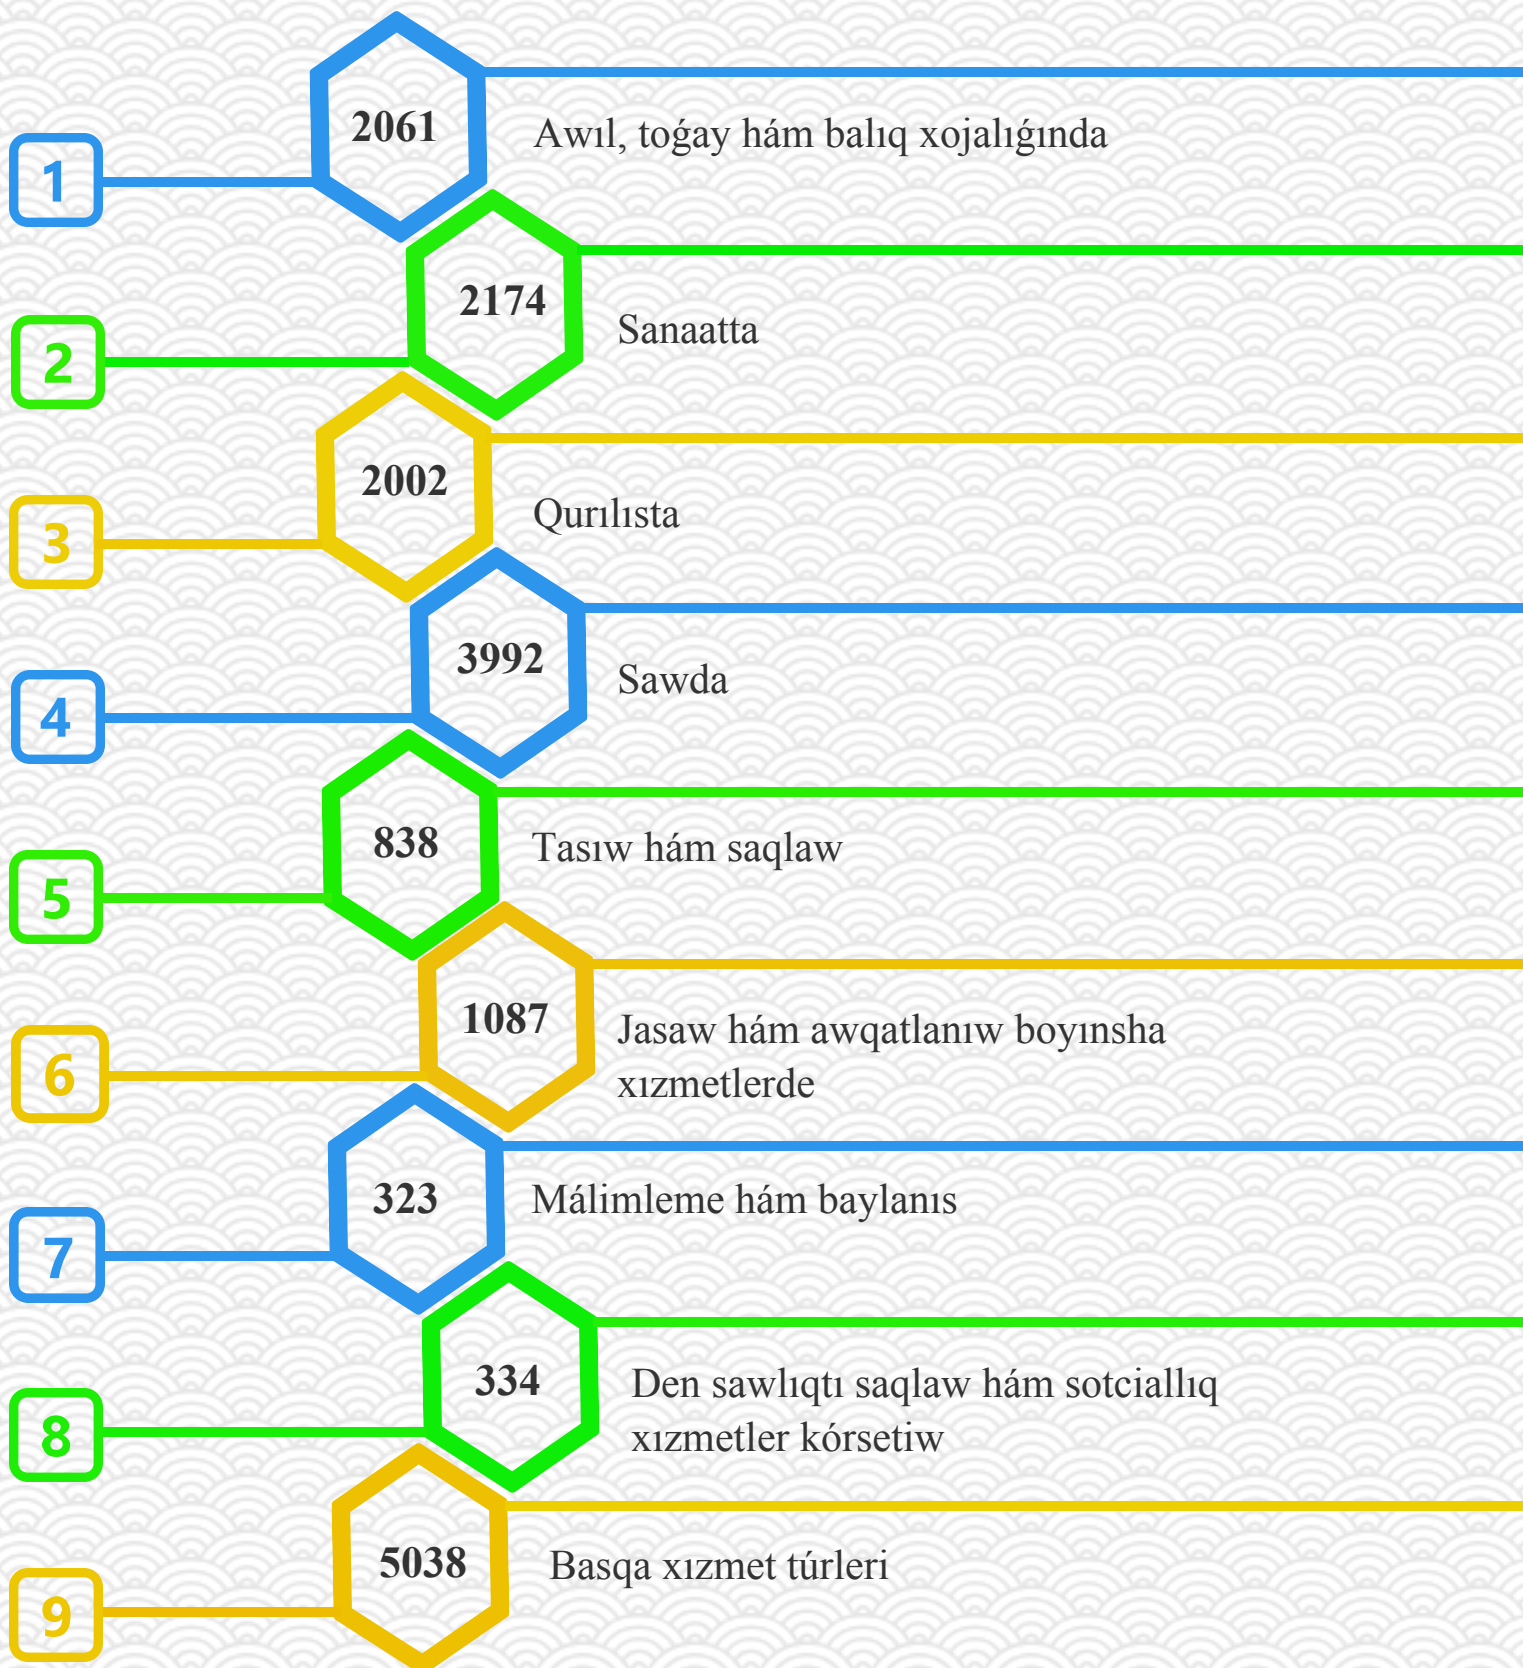 1
2061
Awıl, toǵay hám balıq xojalıǵında
2
2174
Sanaatta
3
2002
Qurılısta
4
3992
Sawda
5
838
Tasıw hám saqlaw
6
1087
Jasaw hám awqatlanıw boyınsha
xızmetlerde
7
323
Málimleme hám baylanıs
8
334
Den sawlıqtı saqlaw hám sotciallıq
xızmetler kórsetiw
9
5038
Basqa xızmet túrleri